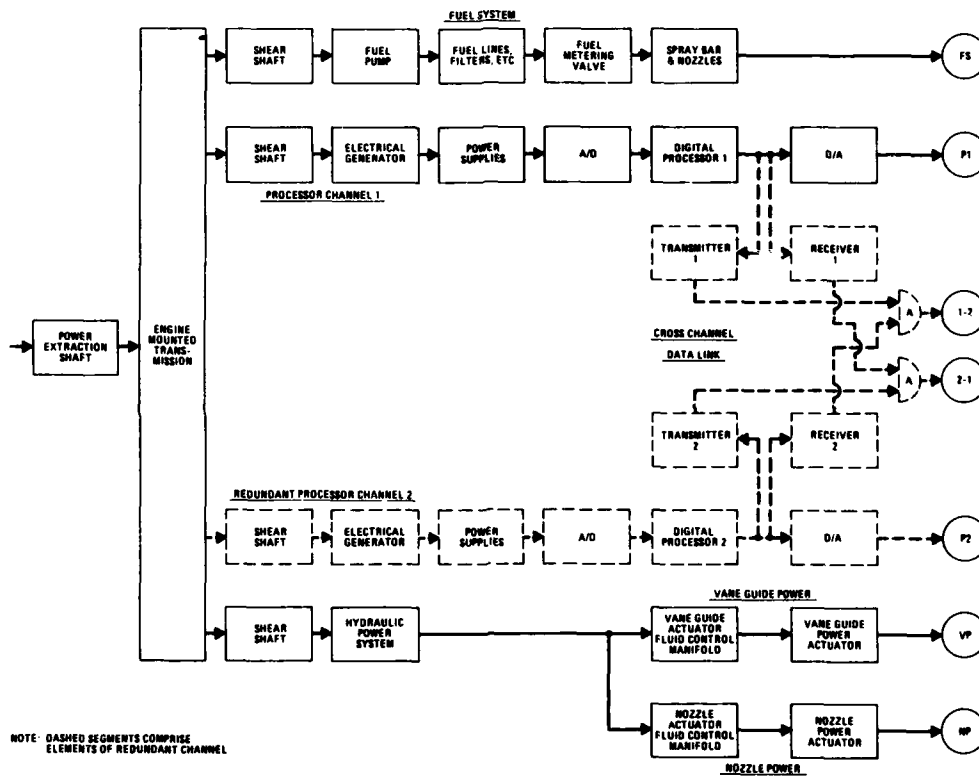 FUEL SYSTEM
SHEAR
SHAFT
FUEL
PUMP
FUEL LINES,
FILTERS, ETC
FUEL
METERING
VALVE
SPRAY BAR
& NOZZLES
FS
SHEAR
SHAFT
ELECTRICAL
GENERATOR
POWER
SUPPLIES
A/D
DIGITAL
PROCESSOR 1
D/A
P1
PROCESSOR CHANNEL 1
TRANSMITTER
1
RECEIVER
1
A
1-2
POWER
EXTRACTION
SHAFT
ENGINE
MOUNTED
TRANS-
MISSION
CROSS CHANNEL
DATA LINK
A
2-1
TRANSMITTER
2
RECEIVER
2
REDUNDANT PROCESSOR CHANNEL 2
SHEAR
SHAFT
ELECTRICAL
GENERATOR
POWER
SUPPLIES
A/D
DIGITAL
PROCESSOR 2
D/A
P2
VANE GUIDE POWER
SHEAR
SHAFT
HYDRAULIC
POWER
SYSTEM
VANE GUIDE
ACTUATOR
FLUID CONTROL
MANIFOLD
VANE GUIDE
POWER
ACTUATOR
VP
NOZZLE
ACTUATOR
FLUID CONTROL
MANIFOLD
NOZZLE
POWER
ACTUATOR
NP
NOZZLE POWER
NOTE: DASHED SEGMENTS COMPRISE
ELEMENTS OF REDUNDANT CHANNEL